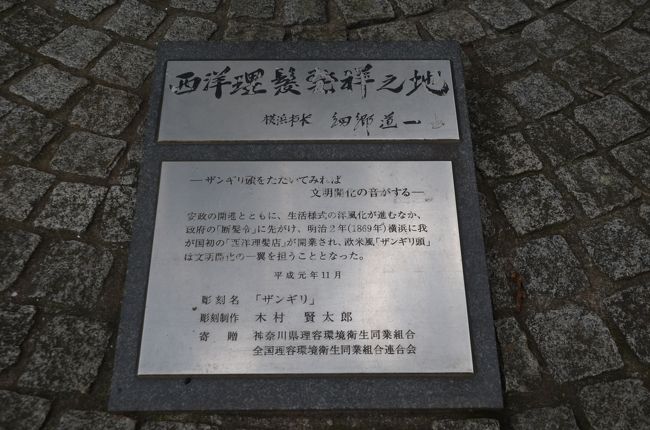 西洋理髪発祥之地
横浜市長 細郷道一
―ザンギリ頭をたたいてみれば
文明開化の音がする―
安政の開港とともに、生活様式の洋風化が進むなか、
政府の「断髪令」に先がけ、明治2年(1869年)横浜に我
が国初の「西洋理髪店」が開業され、欧米風「ザンギリ頭」
は文明開化の一翼を担うこととなった。
平成元年11月
彫刻名 「ザンギリ」
彫刻制作 木村 賢太郎
寄贈 神奈川県理容環境衛生同業組合
全国理容環境衛生同業組合連合会